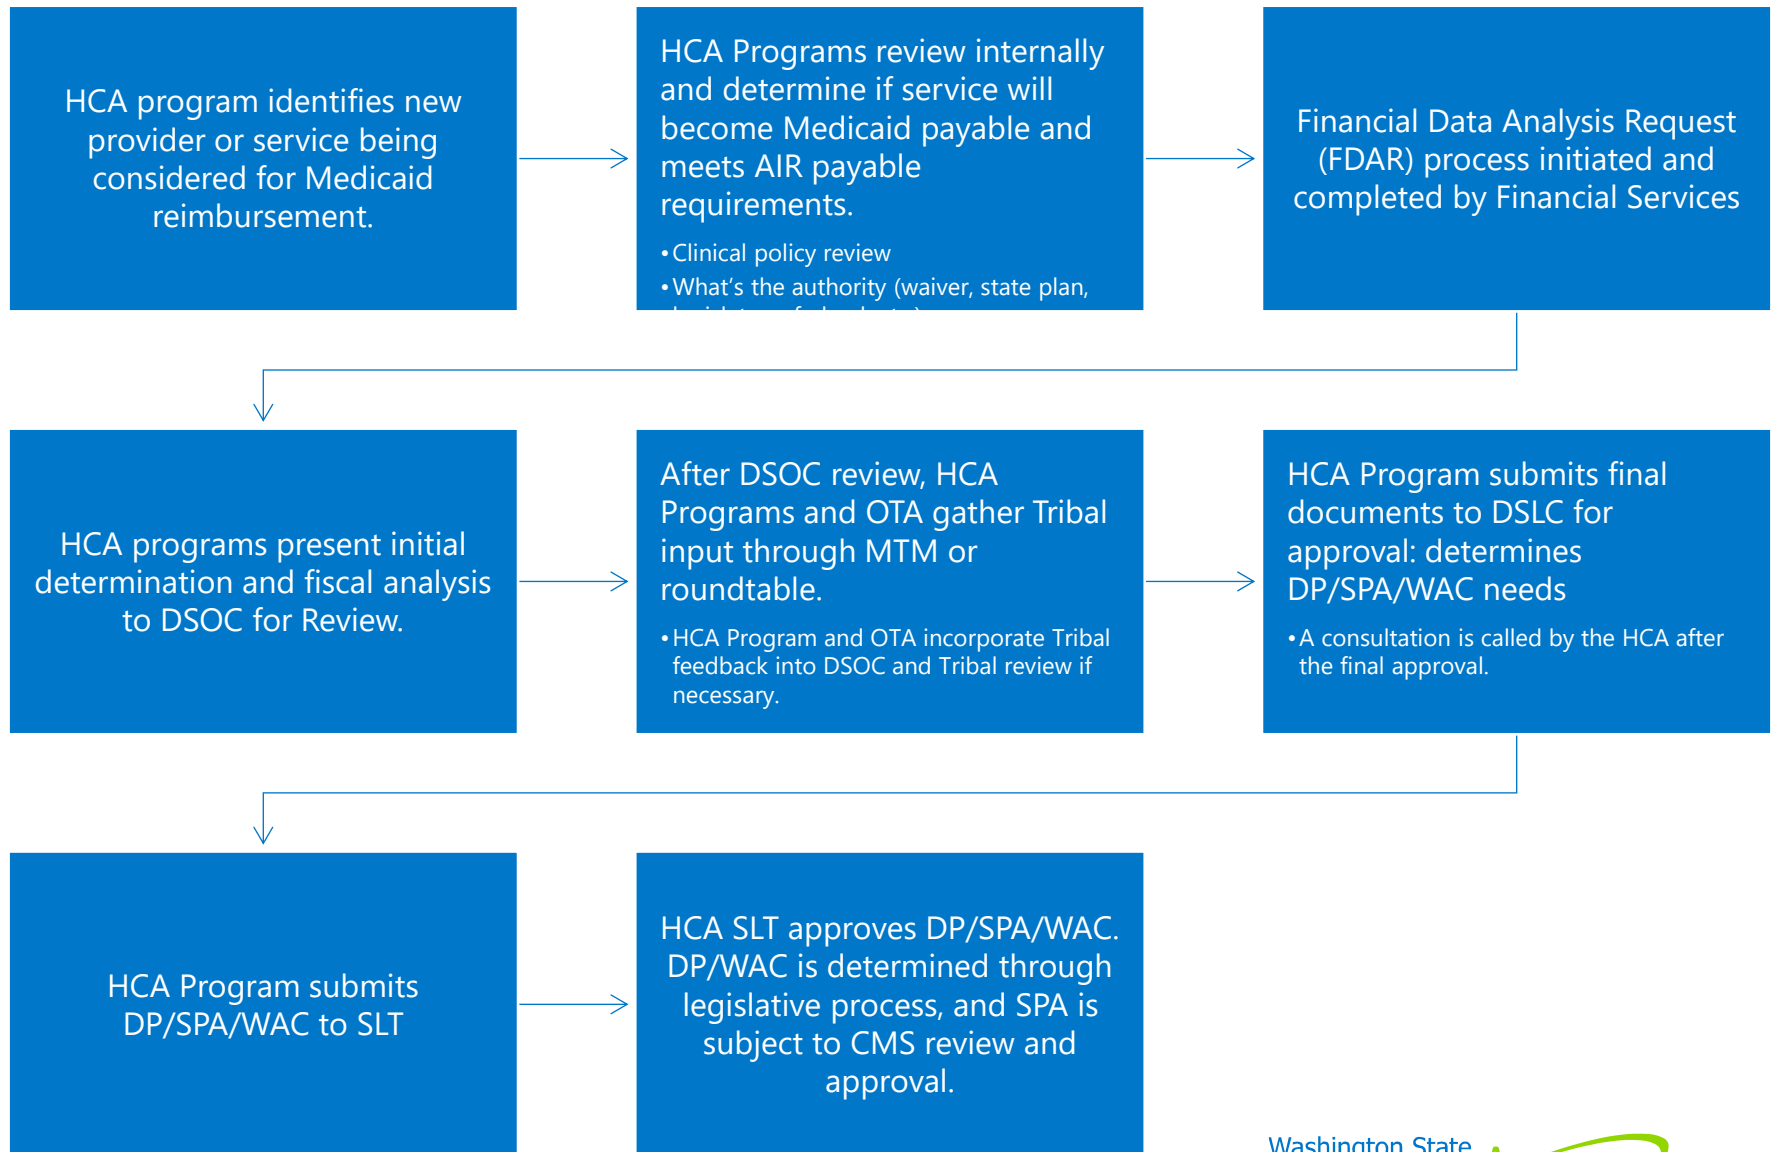 HCA program identifies new
provider or service being
considered for Medicaid
reimbursement.
HCA Programs review internally
and determine if service will
become Medicaid payable and
meets AIR payable
requirements.
•Clinical policy review
•What's the authority (waiver, state plan,
Financial Data Analysis Request
(FDAR) process initiated and
completed by Financial Services
HCA programs present initial
determination and fiscal analysis
to DSOC for Review.
After DSOC review, HCA
Programs and OTA gather Tribal
input through MTM or
roundtable.
•HCA Program and OTA incorporate Tribal
feedback into DSOC and Tribal review if
necessary.
HCA Program submits final
documents to DSLC for
approval: determines
DP/SPA/WAC needs
•A consultation is called by the HCA after
the final approval.
HCA Program submits
DP/SPA/WAC to SLT
HCA SLT approves DP/SPA/WAC.
DP/WAC is determined through
legislative process, and SPA is
subject to CMS review and
approval.
Washington State